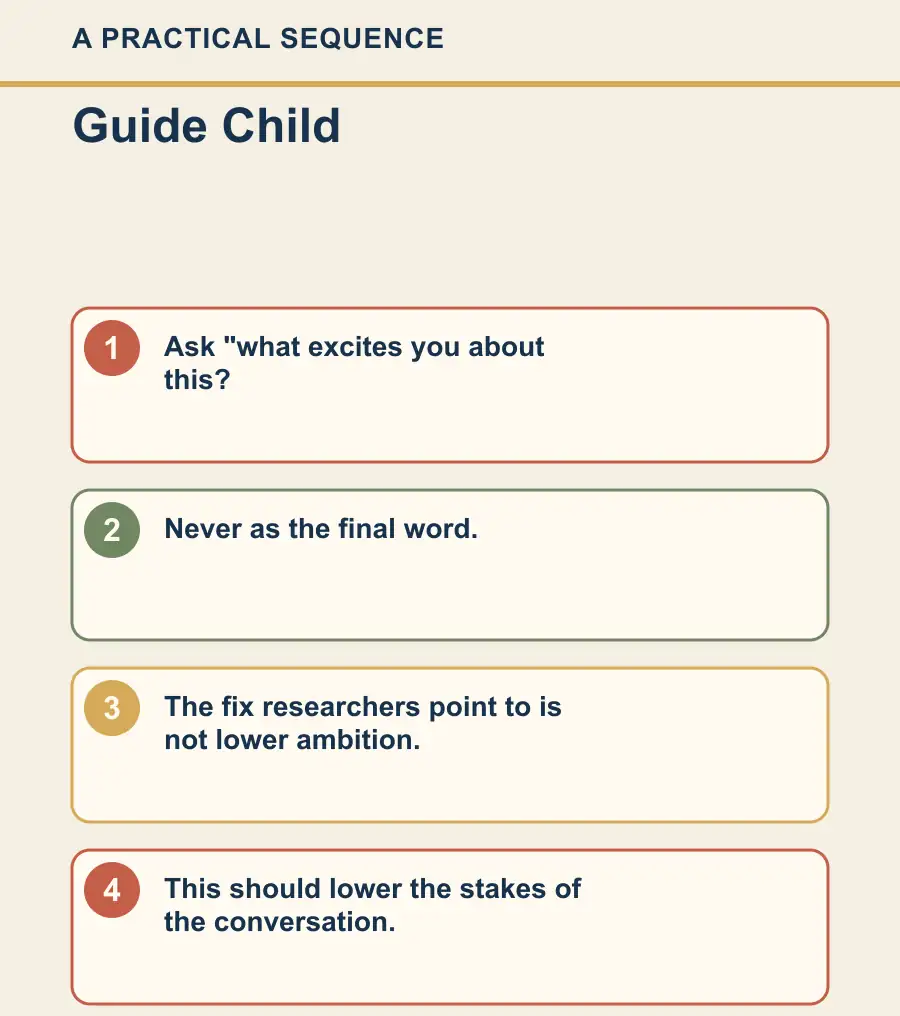 A PRACTICAL SEQUENCE
Guide Child
1
Ask "what excites you about
this?
2
Never as the final word.
3
The fix researchers point to is
not lower ambition.
4
This should lower the stakes of
the conversation.